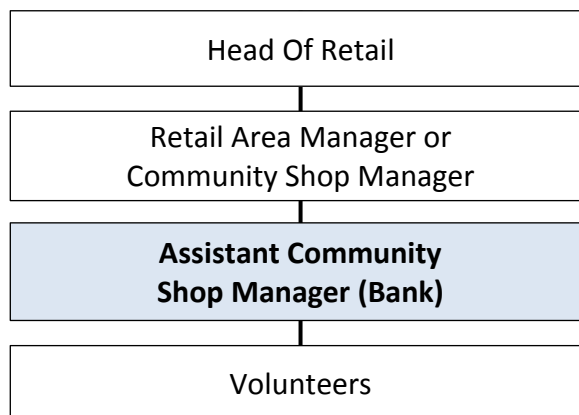 Head Of Retail
Retail Area Manager or
Community Shop Manager
Assistant Community
Shop Manager (Bank)
Volunteers